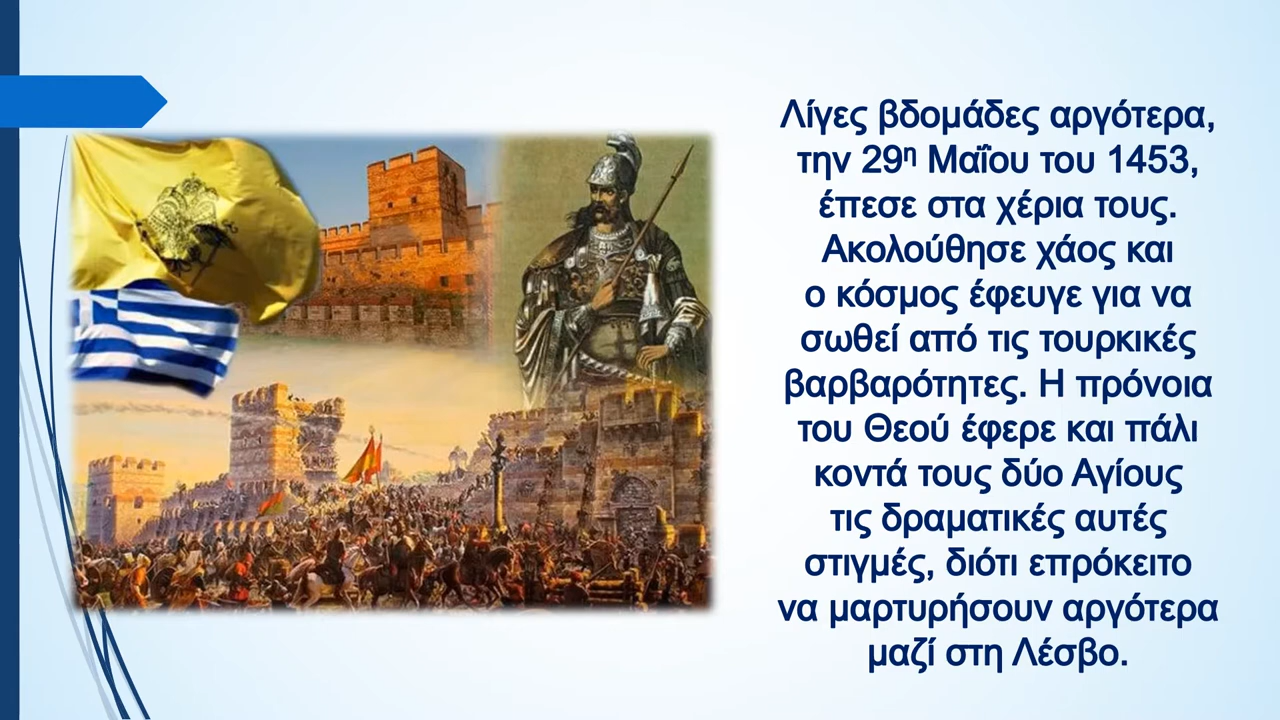 Λίγες βδομάδες αργότερα,
την 29η Μαΐου του 1453,
έπεσε στα χέρια τους.
Ακολούθησε χάος και
ο κόσμος έφευγε για να
σωθεί από τις τουρκικές
βαρβαρότητες. Η πρόνοια
του Θεού έφερε και πάλι
κοντά τους δύο Αγίους
τις δραματικές αυτές
στιγμές, διότι επρόκειτο
να μαρτυρήσουν αργότερα
μαζί στη Λέσβο.